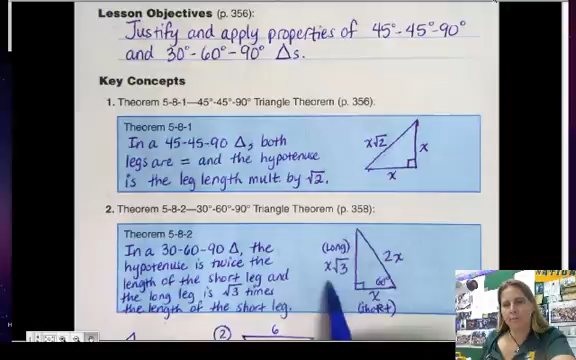 Lesson Objectives (p. 356)
Justify and apply properties of 45°-45°-90°
and 30°-60°-90° Δs.
Key Concepts
1. Theorem 5-8-1—45°-45°-90° Triangle Theorem (p. 356)
Theorem 5-8-1
In a 45-45-90 Δ, both
legs are = and the hypotenuse
is the leg length mult. by √2.
x√2
x
x
2. Theorem 5-8-2—30°-60°-90° Triangle Theorem (p. 358):
Theorem 5-8-2
In a 30-60-90 Δ, the
hypotenuse is twice the
length of the short leg and
the long leg is √3 times
the length of the short leg.
(Long)
x√3
2x
60°
x
(short)
② 6